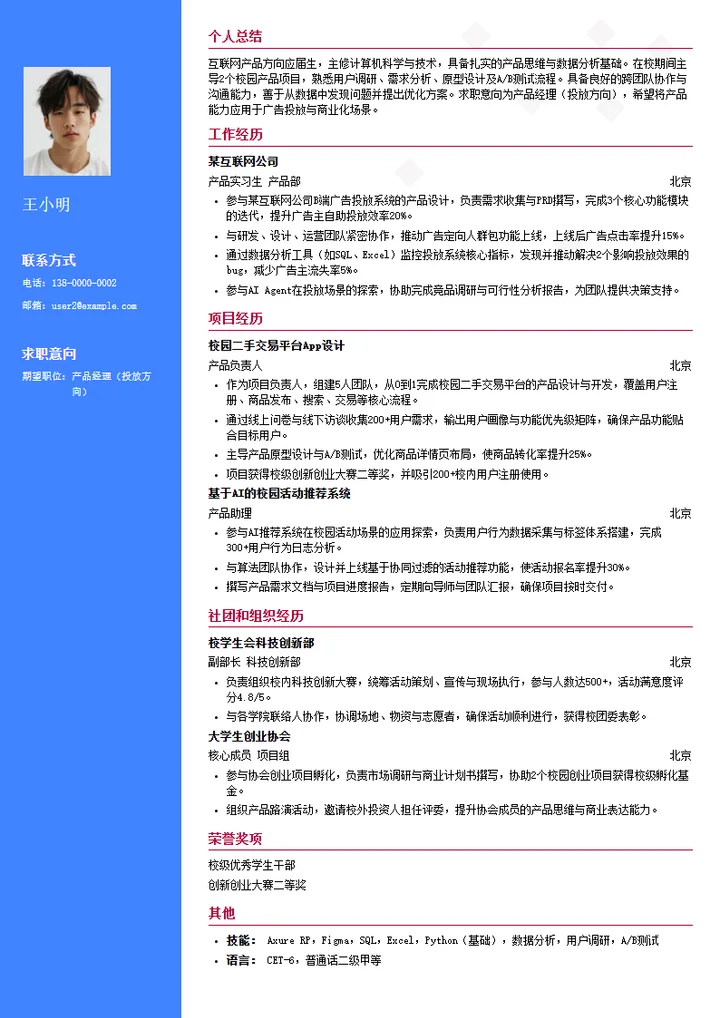 王小明
联系方式
电话：138-0000-0002
邮箱：user2@example.com
求职意向
期望职位：产品经理（投放方
向）
个人总结
互联网产品方向应届生，主修计算机科学与技术，具备扎实的产品思维与数据分析基础。在校期间主
导2个校园产品项目，熟悉用户调研、需求分析、原型设计及A/B测试流程。具备良好的跨团队协作与
沟通能力，善于从数据中发现问题并提出优化方案。求职意向为产品经理（投放方向），希望将产品
能力应用于广告投放与商业化场景。
工作经历
某互联网公司
产品实习生 产品部 北京
• 参与某互联网公司B端广告投放系统的产品设计，负责需求收集与PRD撰写，完成3个核心功能模块
的迭代，提升广告主自助投放效率20%。
• 与研发、设计、运营团队紧密协作，推动广告定向人群包功能上线，上线后广告点击率提升15%。
• 通过数据分析工具（如SQL、Excel）监控投放系统核心指标，发现并推动解决2个影响投放效果的
bug，减少广告主流失率5%。
• 参与AI Agent在投放场景的探索，协助完成竞品调研与可行性分析报告，为团队提供决策支持。
项目经历
校园二手交易平台App设计
产品负责人 北京
• 作为项目负责人，组建5人团队，从0到1完成校园二手交易平台的产品设计与开发，覆盖用户注
册、商品发布、搜索、交易等核心流程。
• 通过线上问卷与线下访谈收集200+用户需求，输出用户画像与功能优先级矩阵，确保产品功能贴
合目标用户。
• 主导产品原型设计与A/B测试，优化商品详情页布局，使商品转化率提升25%。
• 项目获得校级创新创业大赛二等奖，并吸引200+校内用户注册使用。
基于AI的校园活动推荐系统
产品助理 北京
• 参与AI推荐系统在校园活动场景的应用探索，负责用户行为数据采集与标签体系搭建，完成
300+用户行为日志分析。
• 与算法团队协作，设计并上线基于协同过滤的活动推荐功能，使活动报名率提升30%。
• 撰写产品需求文档与项目进度报告，定期向导师与团队汇报，确保项目按时交付。
社团和组织经历
校学生会科技创新部
副部长 科技创新部 北京
• 负责组织校内科技创新大赛，统筹活动策划、宣传与现场执行，参与人数达500+，活动满意度评
分4.8/5。
• 与各学院联络人协作，协调场地、物资与志愿者，确保活动顺利进行，获得校团委表彰。
大学生创业协会
核心成员 项目组 北京
• 参与协会创业项目孵化，负责市场调研与商业计划书撰写，协助2个校园创业项目获得校级孵化基
金。
• 组织产品路演活动，邀请校外投资人担任评委，提升协会成员的产品思维与商业表达能力。
荣誉奖项
校级优秀学生干部
创新创业大赛二等奖
其他
• 技能： Axure RP，Figma，SQL，Excel，Python（基础），数据分析，用户调研，A/B测试
• 语言： CET-6，普通话二级甲等